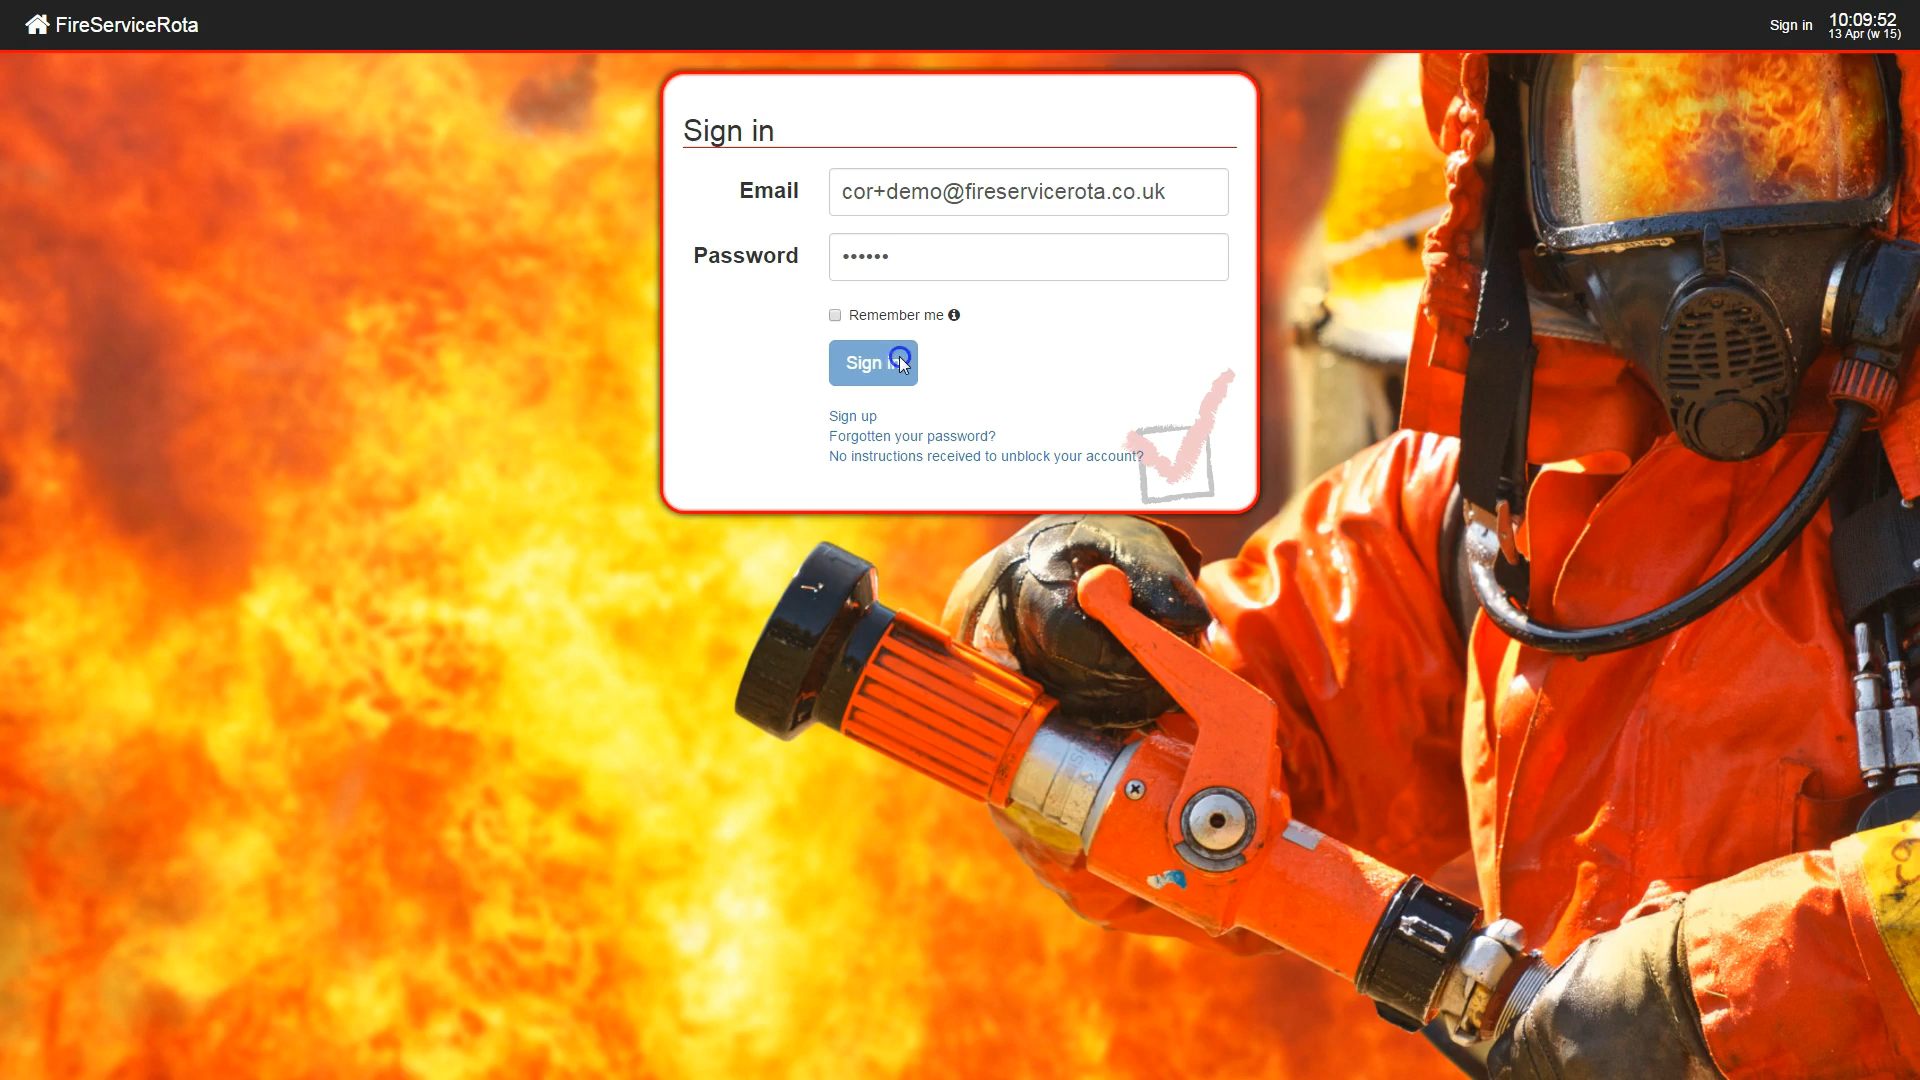 FireServiceRota
Sign in
10:09:52
13 Apr (w 15)
Sign in
Email
cor+demo@fireservicerota.co.uk
Password
••••••
Remember me
Sign
Sign up
Forgotten your password?
No instructions received to unblock your account?